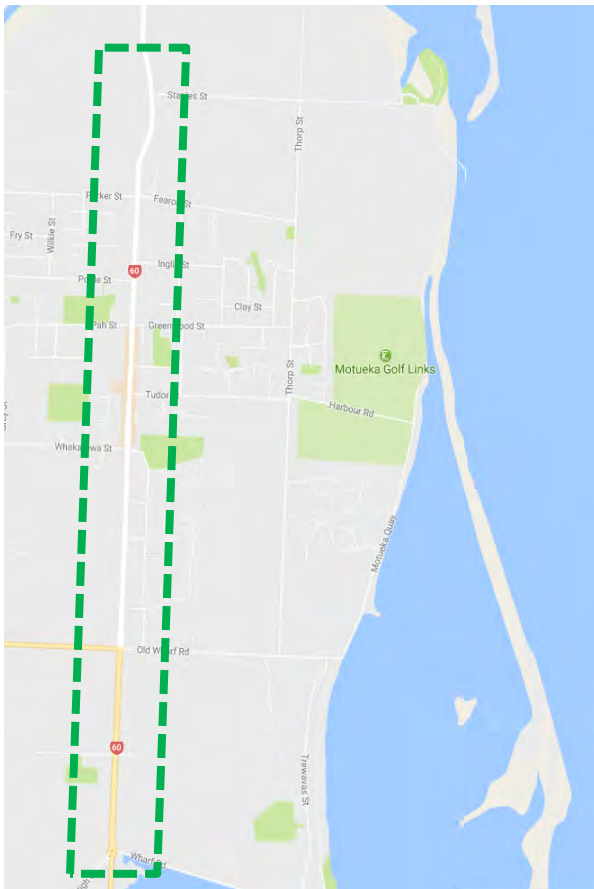 Staples St
Thorp St
Parker St
Fearon St
Wilkie St
Fry St
Inglis St
60
Poole St
Clay St
Pah St
Greenwood St
Motueka Golf Links
Thorp St
Tudor St
Harbour Rd
Whakarewa St
Motueka Quay
Old Wharf Rd
60
Trewavas St
Wharf Rd
High